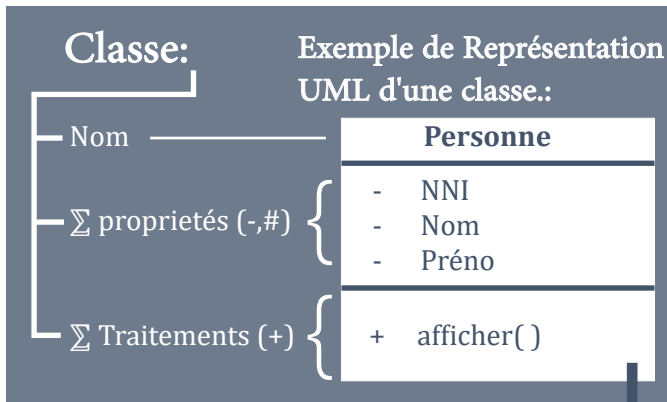 Classe:
Exemple de Représentation
UML d'une classe.:
Nom
Personne
∑ proprietés (-,#)
- NNI
- Nom
- Préno
∑ Traitements (+)
+ afficher( )